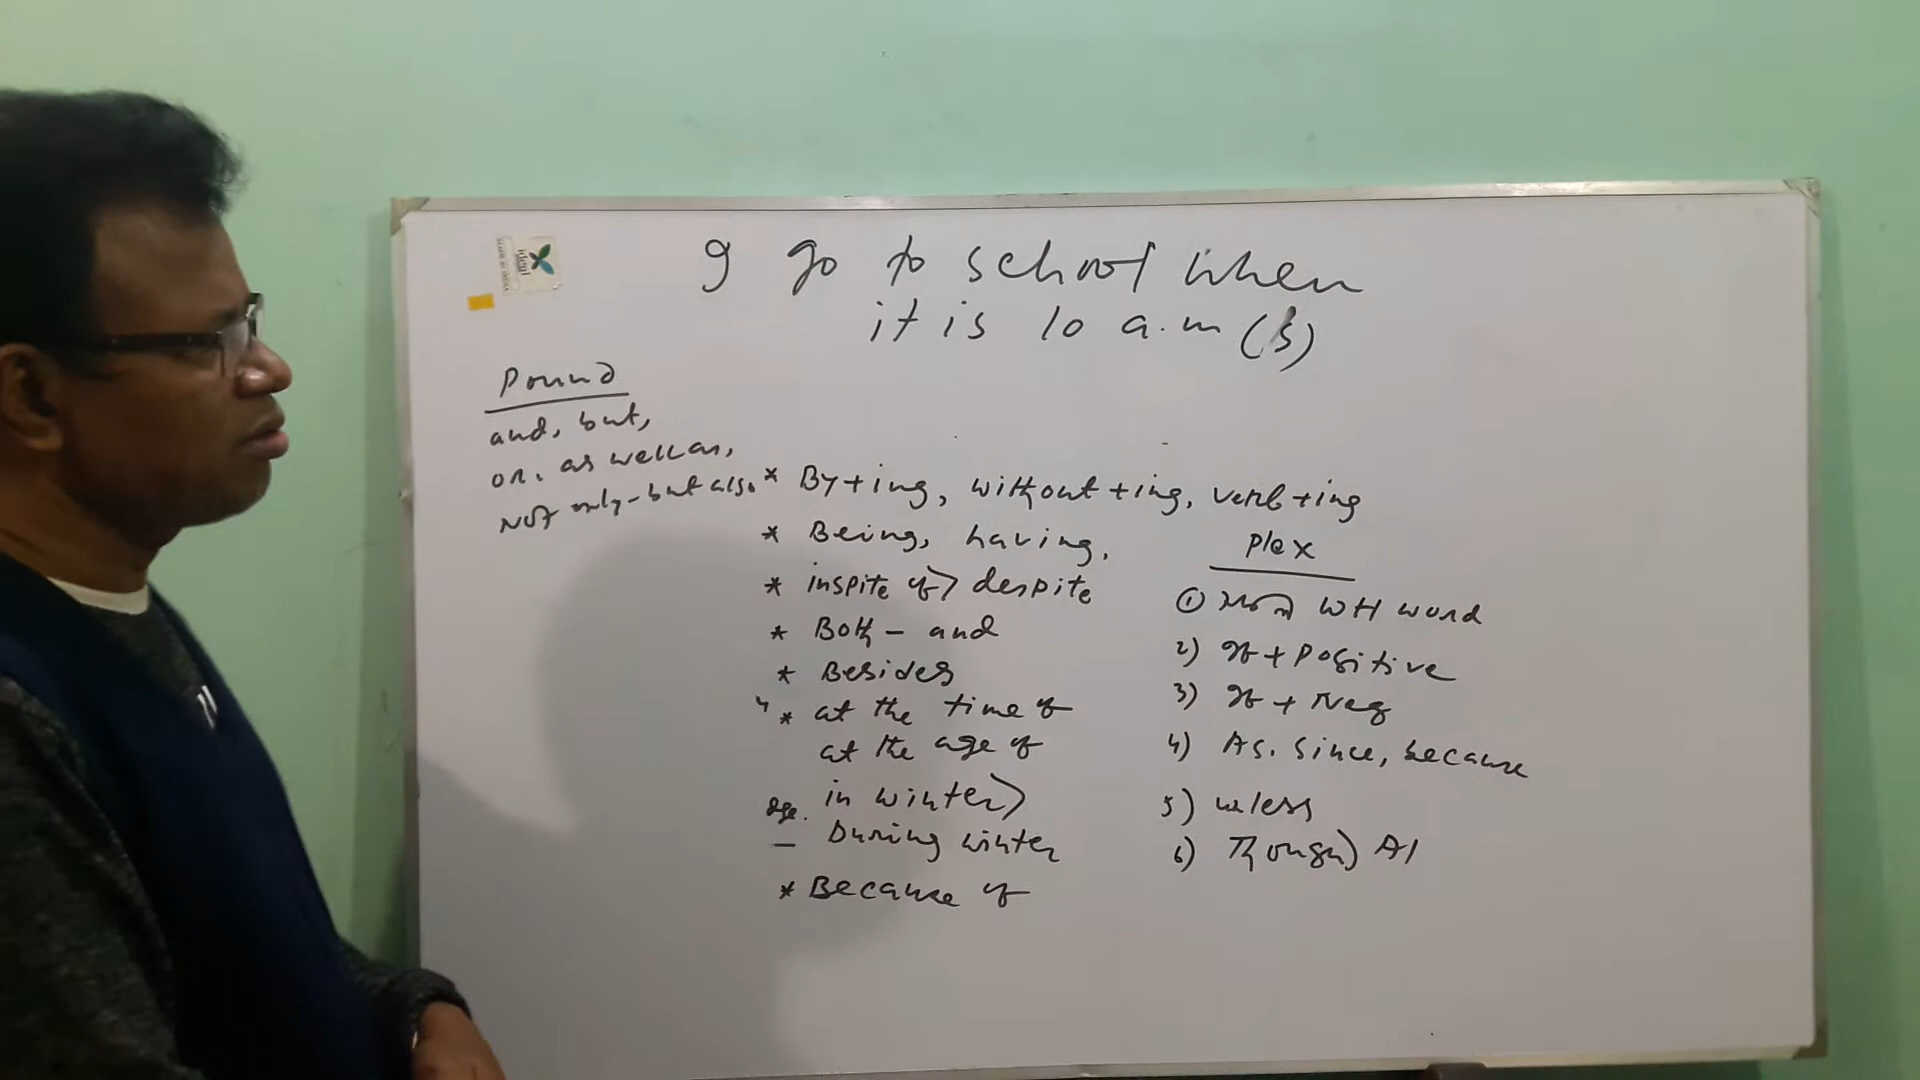 I go to school when
it is 10 a.m (s)
Pound
and, but,
or, as well as,
Not only - but also
* By + ing, without + ing, verb + ing
* Being, having,
* inspite of> despite
* Both - and
* Besides
* at the time of
at the age of
in winter>
During winter
* Because of
Plex
① সকল WH word
2) If + Positive
3) If + Neg
4) As, since, because
5) unless
6) Though) Al
ideal